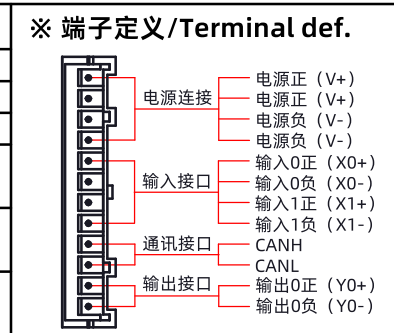 ※ 端子定义/Terminal def.
电源连接
电源正（V+）
电源正（V+）
电源负（V-）
电源负（V-）
输入接口
输入0正（X0+）
输入0负（X0-）
输入1正（X1+）
输入1负（X1-）
通讯接口
CANH
CANL
输出接口
输出0正（Y0+）
输出0负（Y0-）